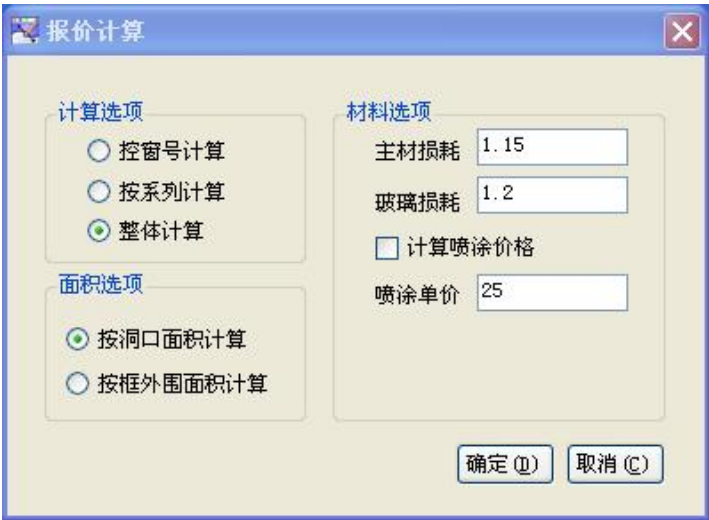 报价计算
计算选项
控窗号计算
按系列计算
整体计算
面积选项
按洞口面积计算
按框外围面积计算
材料选项
主材损耗 1.15
玻璃损耗 1.2
计算喷涂价格
喷涂单价 25
确定(D) 取消(C)